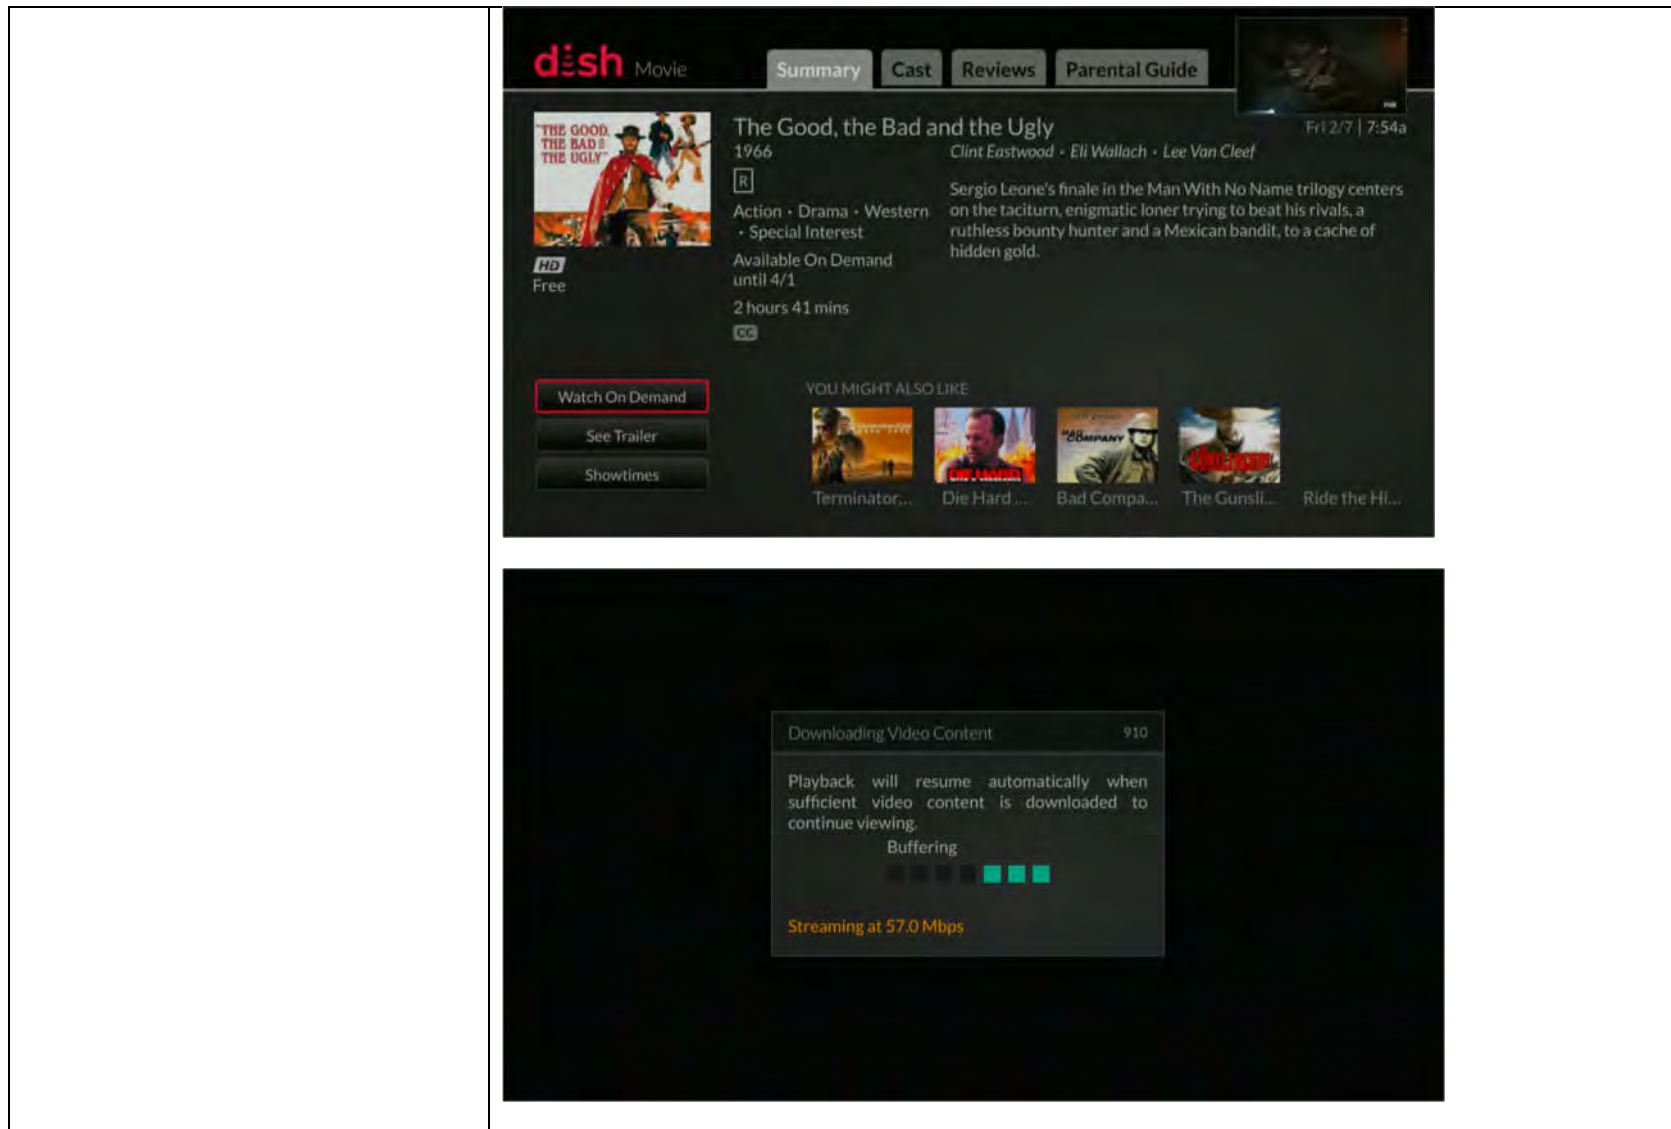 dish Movie
Summary
Cast
Reviews
Parental Guide
Fri 2/7 | 7:54a
"THE GOOD,
THE BAD &
THE UGLY"
HD
Free
The Good, the Bad and the Ugly
1966
R
Action • Drama • Western
• Special Interest
Available On Demand
until 4/1
2 hours 41 mins
CC
Clint Eastwood • Eli Wallach • Lee Van Cleef
Sergio Leone's finale in the Man With No Name trilogy centers
on the taciturn, enigmatic loner trying to beat his rivals, a
ruthless bounty hunter and a Mexican bandit, to a cache of
hidden gold.
Watch On Demand
See Trailer
Showtimes
YOU MIGHT ALSO LIKE
DIE HARD
BAD COMPANY
Terminator...
Die Hard ...
Bad Compa...
The Gunsli...
Ride the Hi...
Downloading Video Content
910
Playback will resume automatically when
sufficient video content is downloaded to
continue viewing.
Buffering
Streaming at 57.0 Mbps